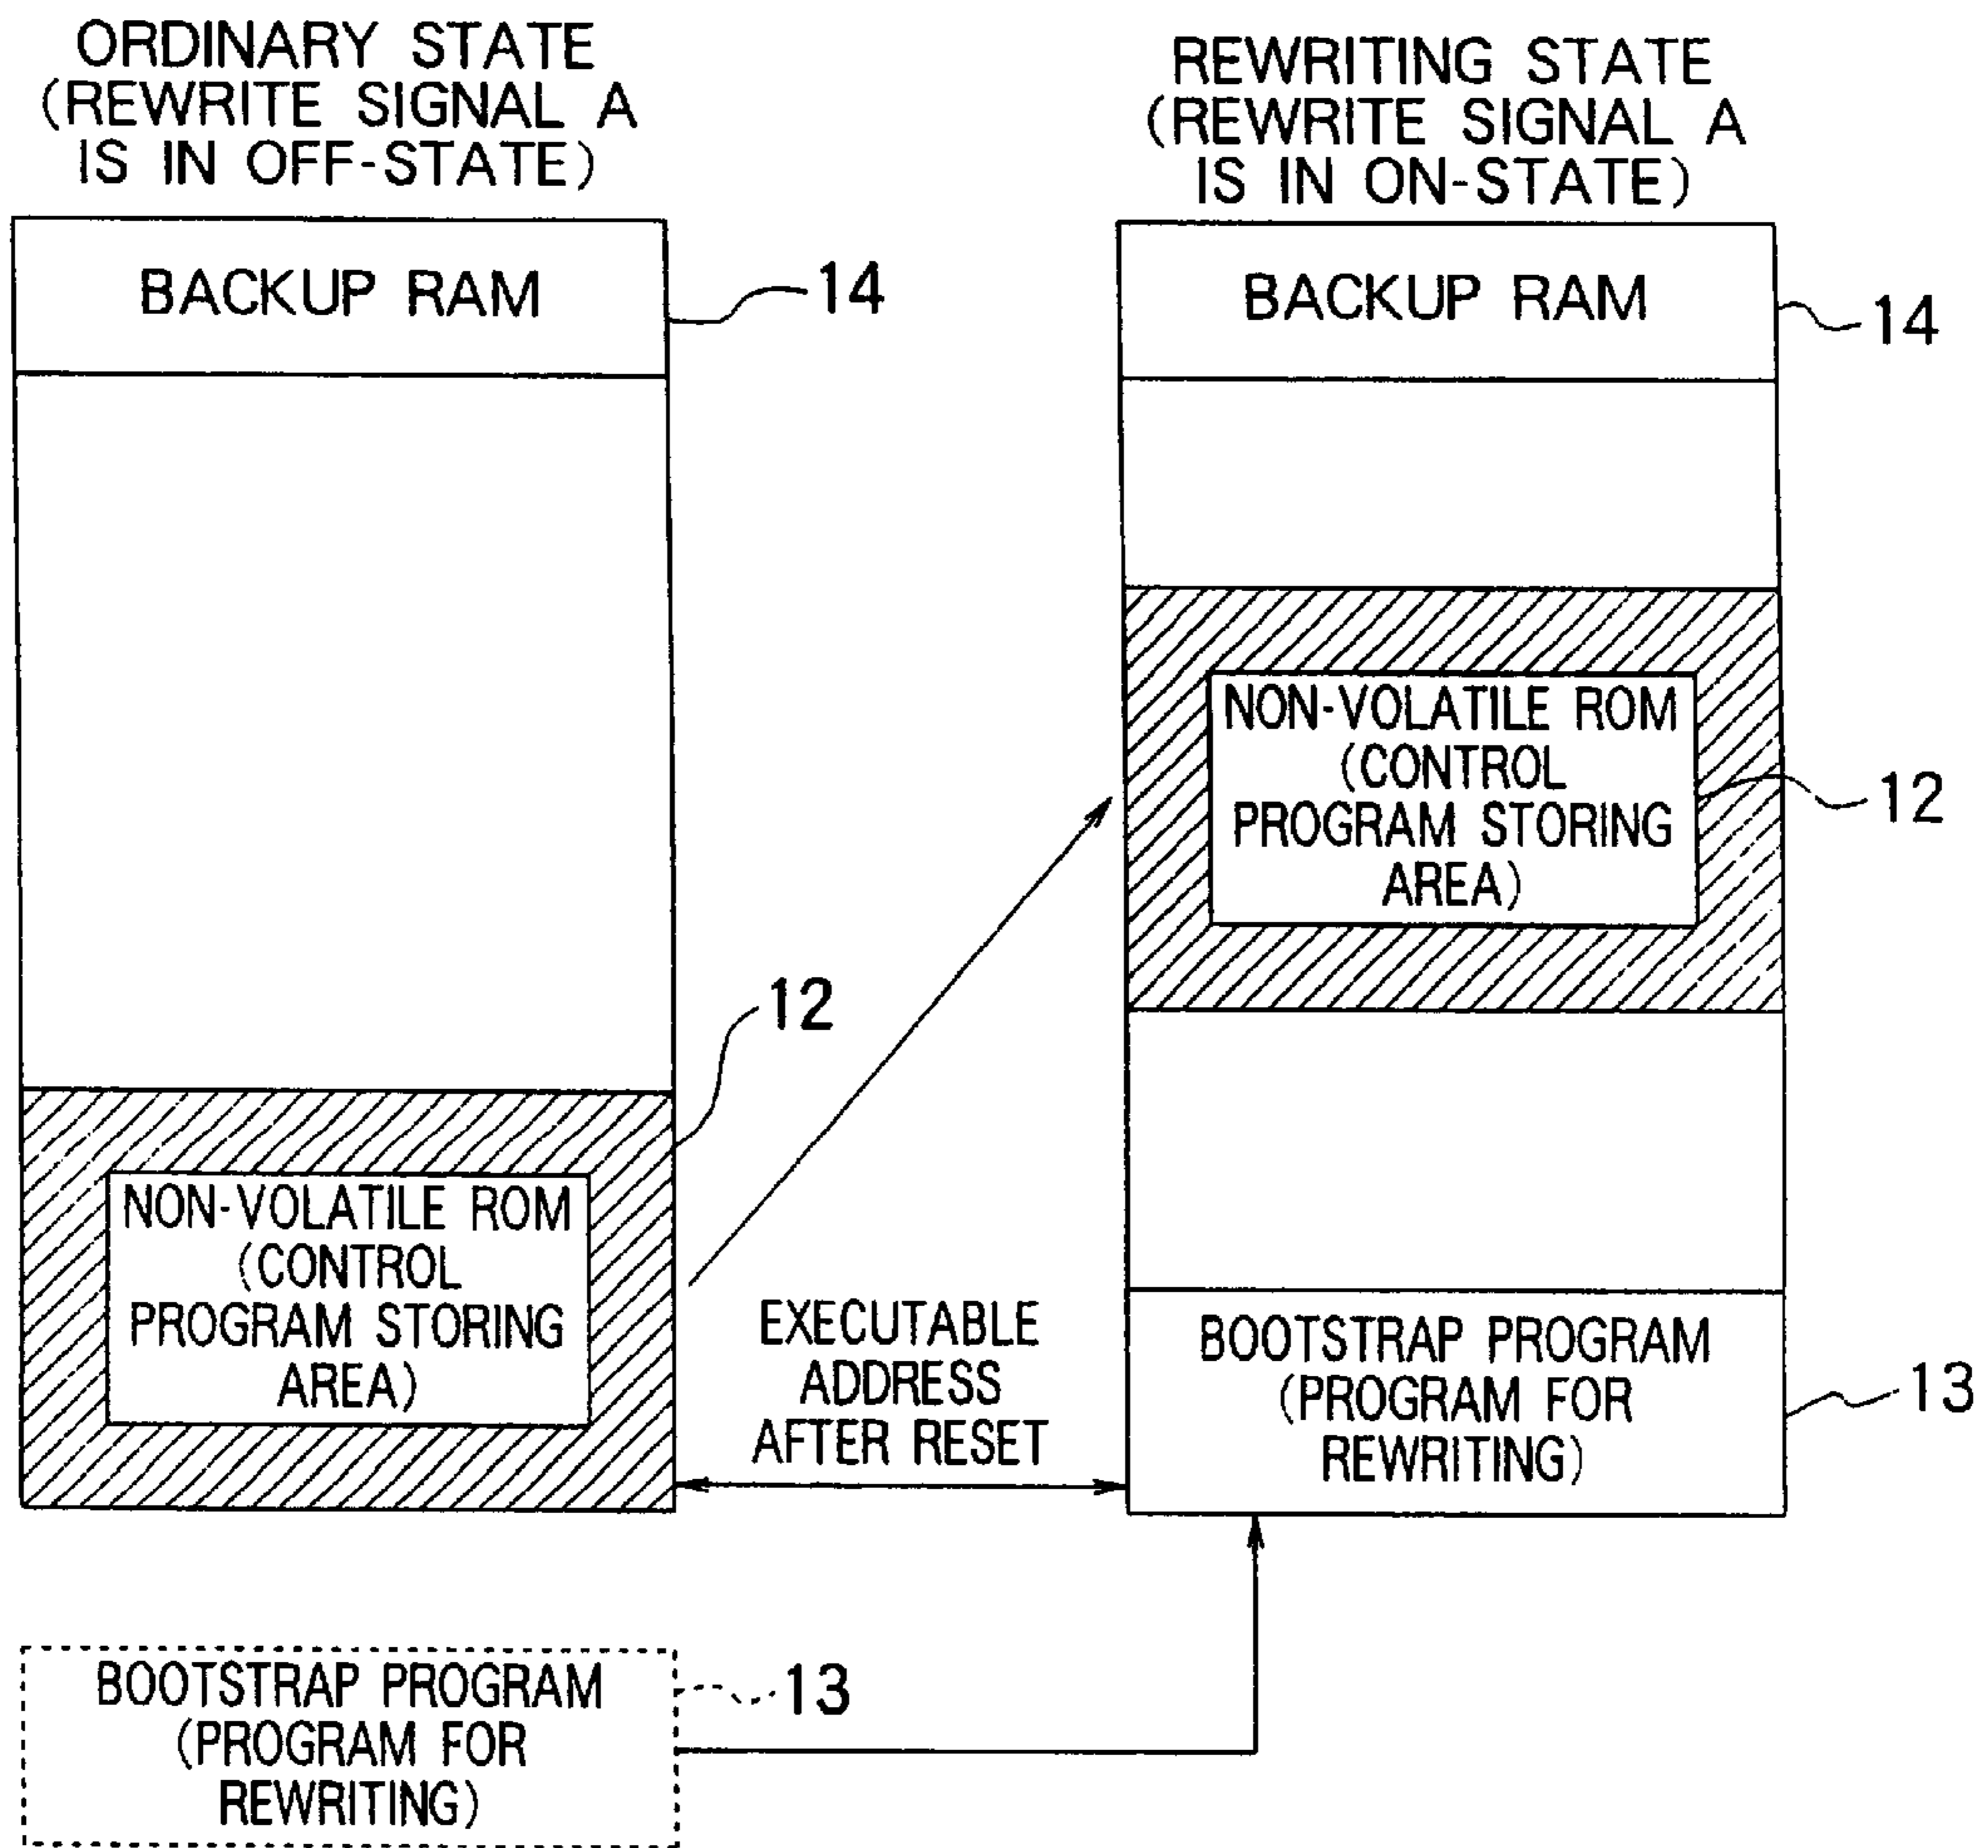 ORDINARY STATE
(REWRITE SIGNAL A
IS IN OFF-STATE)
BACKUP RAM
14
12
NON-VOLATILE ROM
(CONTROL
PROGRAM STORING
AREA)
BOOTSTRAP PROGRAM
(PROGRAM FOR
REWRITING)
13
EXECUTABLE
ADDRESS
AFTER RESET
REWRITING STATE
(REWRITE SIGNAL A
IS IN ON-STATE)
BACKUP RAM
14
NON-VOLATILE ROM
(CONTROL
PROGRAM STORING
AREA)
12
BOOTSTRAP PROGRAM
(PROGRAM FOR
REWRITING)
13